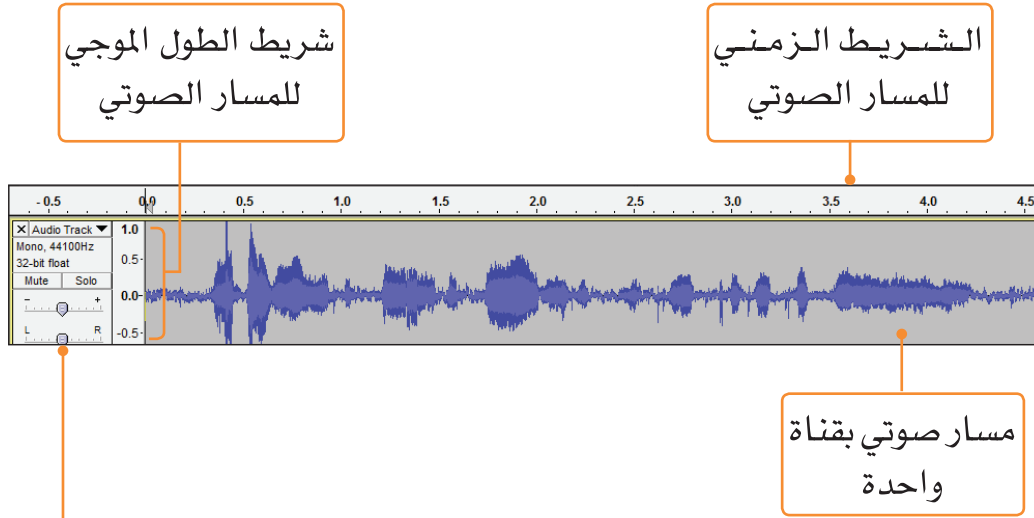 شريط الطول الموجي
للمسار الصوتي
الشريط الزمني
للمسار الصوتي
- 0.5 0.0 0.5 1.0 1.5 2.0 2.5 3.0 3.5 4.0 4.5
X Audio Track
Mono, 44100Hz
32-bit float
Mute Solo
- +
L R
1.0
0.5
0.0
-0.5
مسار صوتي بقناة
واحدة